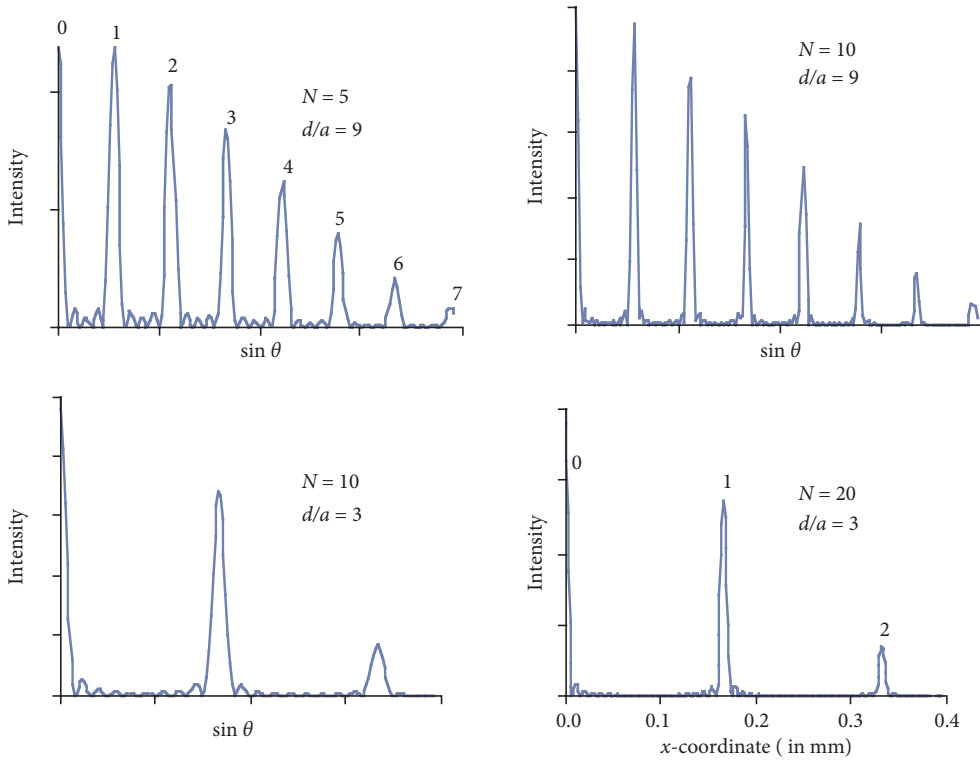 0
1
2
3
4
5
6
7
N = 5
d/a = 9
Intensity
sin θ
N = 10
d/a = 9
Intensity
sin θ
N = 10
d/a = 3
Intensity
sin θ
0
1
2
N = 20
d/a = 3
Intensity
0.0 0.1 0.2 0.3 0.4
x-coordinate ( in mm)